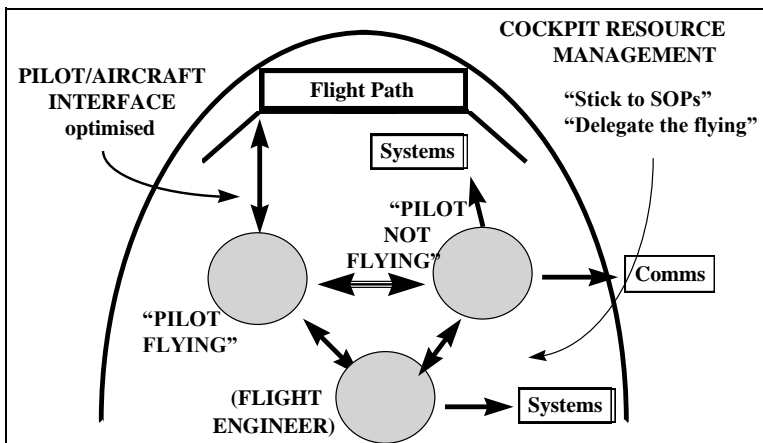 COCKPIT RESOURCE
MANAGEMENT
“Stick to SOPs”
“Delegate the flying”
PILOT/AIRCRAFT
INTERFACE
optimised
Flight Path
Systems
“PILOT
NOT
FLYING”
Comms
“PILOT
FLYING”
(FLIGHT
ENGINEER)
Systems